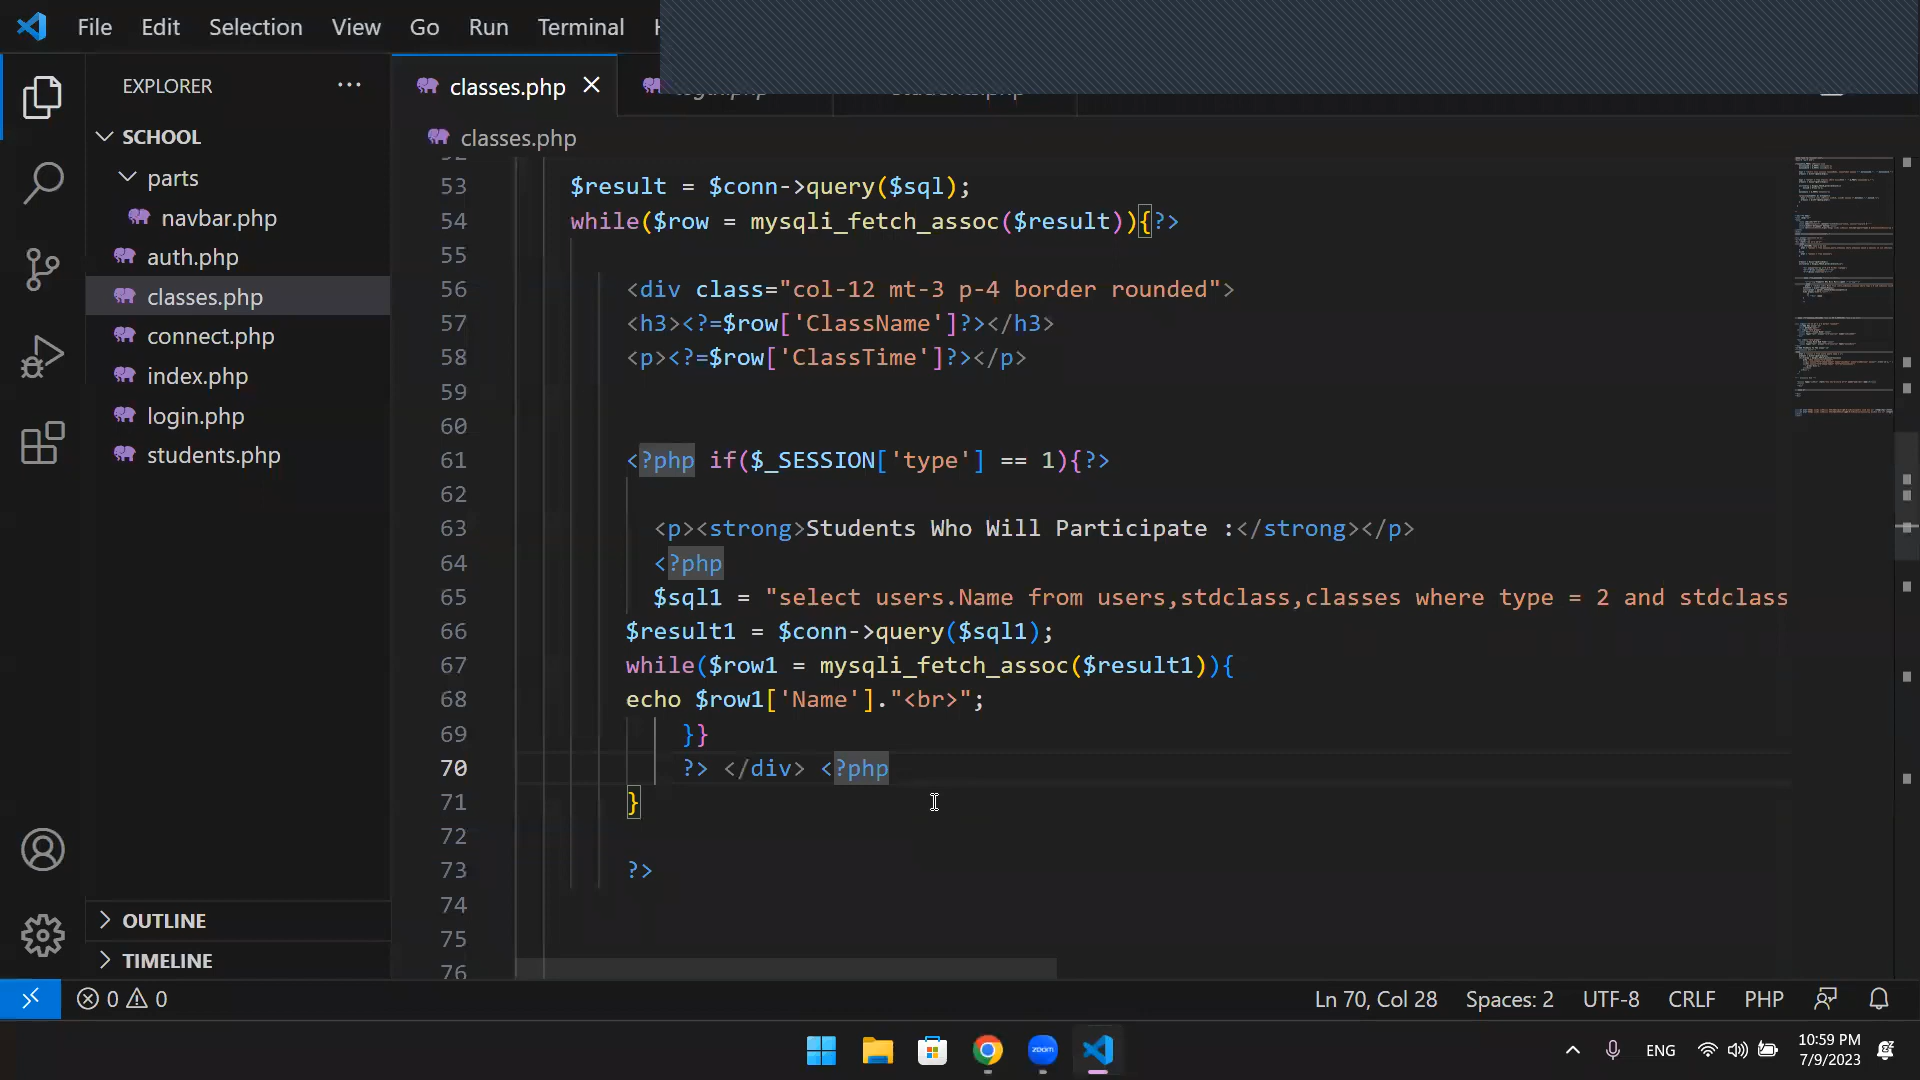 File Edit Selection View Go Run Terminal
EXPLORER
classes.php
SCHOOL
parts
navbar.php
auth.php
classes.php
connect.php
index.php
login.php
students.php
OUTLINE
TIMELINE
classes.php
53 $result = $conn->query($sql);
54 while($row = mysqli_fetch_assoc($result)){?>
55
56 <div class="col-12 mt-3 p-4 border rounded">
57 <h3><?=$row['ClassName']?></h3>
58 <p><?=$row['ClassTime']?></p>
59
60
61 <?php if($_SESSION['type'] == 1){?>
62
63 <p><strong>Students Who Will Participate :</strong></p>
64 <?php
65 $sql1 = "select users.Name from users,stdclass,classes where type = 2 and stdclass
66 $result1 = $conn->query($sql1);
67 while($row1 = mysqli_fetch_assoc($result1)){
68 echo $row1['Name']."<br>";
69 }}
70 ?> </div> <?php
71 }
72
73 ?>
74
75
76
0 0
Ln 70, Col 28 Spaces: 2 UTF-8 CRLF PHP
zoom
ENG
10:59 PM
7/9/2023